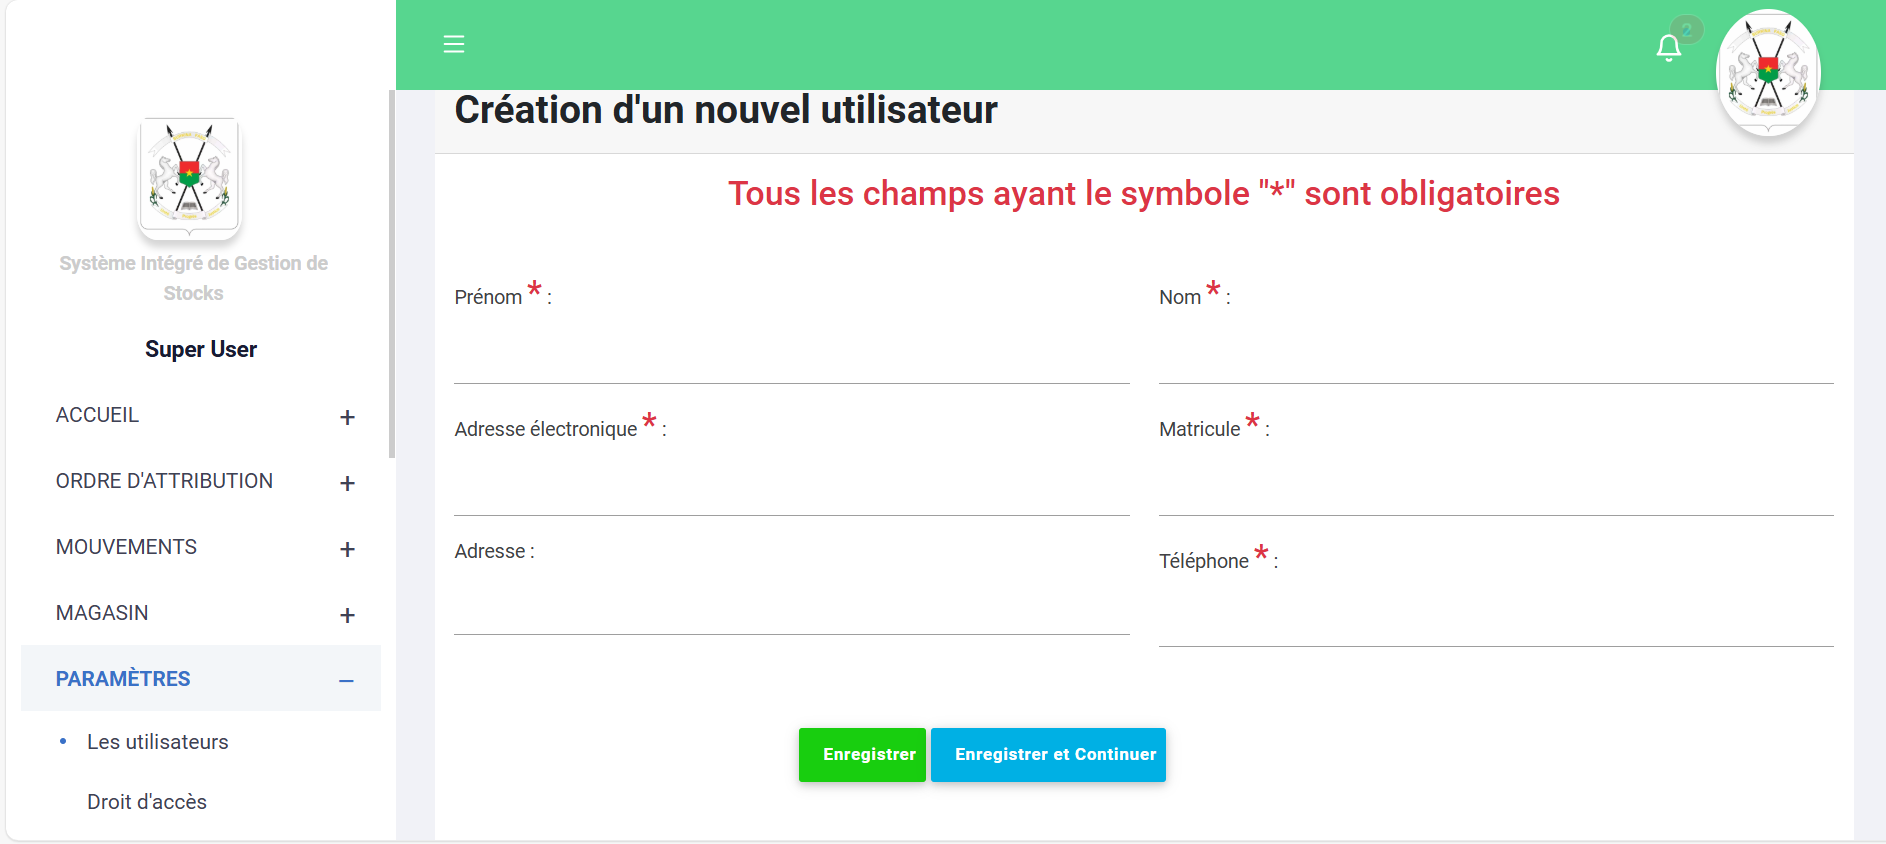 2
Système Intégré de Gestion de
Stocks
Super User
ACCUEIL +
ORDRE D'ATTRIBUTION +
MOUVEMENTS +
MAGASIN +
PARAMÈTRES –
• Les utilisateurs
Droit d'accès
Création d'un nouvel utilisateur
Tous les champs ayant le symbole "*" sont obligatoires
Prénom * :
Nom * :
Adresse électronique * :
Matricule * :
Adresse :
Téléphone * :
Enregistrer
Enregistrer et Continuer